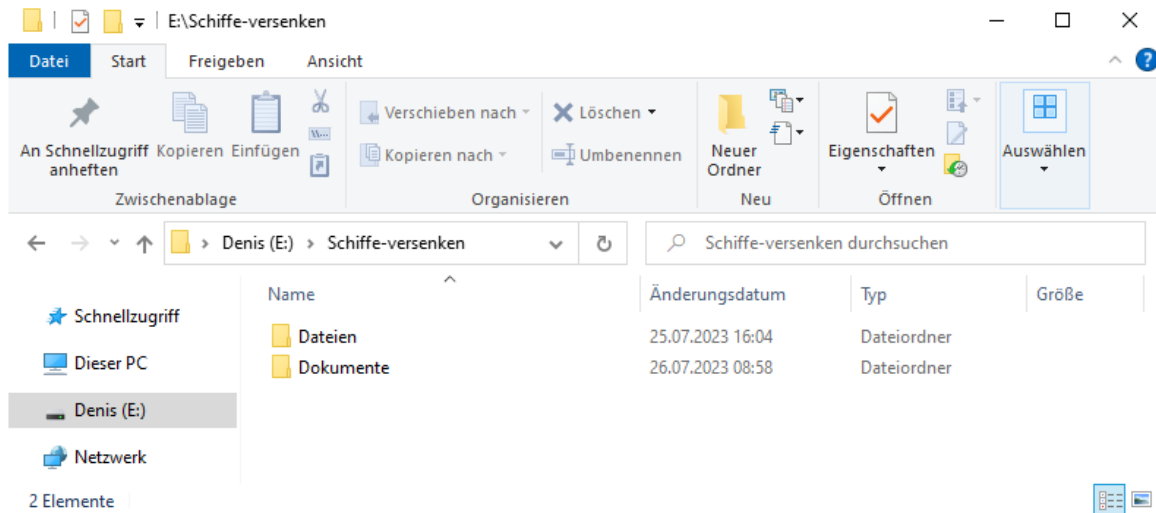 E:\Schiffe-versenken
Datei Start Freigeben Ansicht
An Schnellzugriff anheften
Kopieren
Einfügen
Zwischenablage
Verschieben nach
Kopieren nach
Löschen
Umbenennen
Organisieren
Neuer Ordner
Neu
Eigenschaften
Öffnen
Auswählen
Denis (E:) Schiffe-versenken
Schiffe-versenken durchsuchen
Schnellzugriff
Dieser PC
Denis (E:)
Netzwerk
Name Änderungsdatum Typ Größe
Dateien 25.07.2023 16:04 Dateiordner
Dokumente 26.07.2023 08:58 Dateiordner
2 Elemente